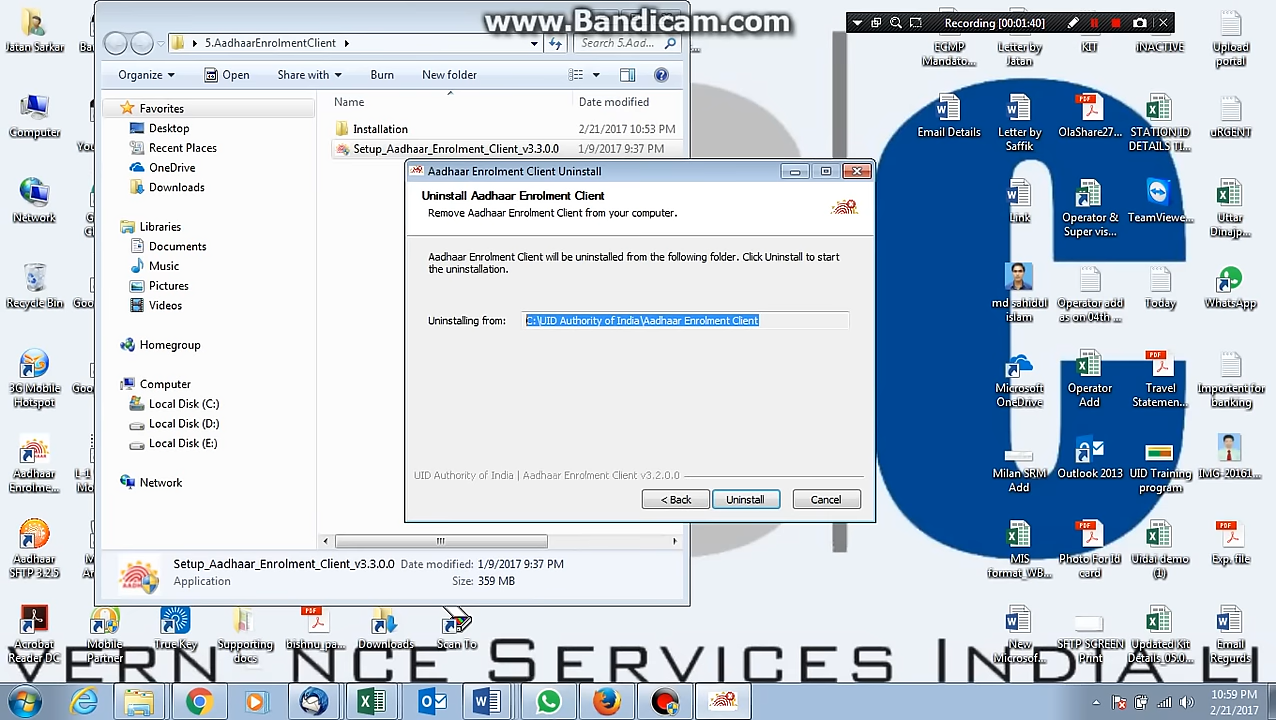 www.Bandicam.com
Recording [00:01:40]
Jatan Sarkar
5.AadhaarEnrolmentClient
Search 5.Aad...
Organize
Open
Share with
Burn
New folder
Name
Date modified
Favorites
Desktop
Recent Places
OneDrive
Downloads
Libraries
Documents
Music
Pictures
Videos
Homegroup
Computer
Local Disk (C:)
Local Disk (D:)
Local Disk (E:)
Network
Installation
2/21/2017 10:53 PM
Setup_Aadhaar_Enrolment_Client_v3.3.0.0
1/9/2017 9:37 PM
Aadhaar Enrolment Client Uninstall
Uninstall Aadhaar Enrolment Client
Remove Aadhaar Enrolment Client from your computer.
Aadhaar Enrolment Client will be uninstalled from the following folder. Click Uninstall to start
the uninstallation.
Uninstalling from:
C:\UID Authority of India\Aadhaar Enrolment Client
UID Authority of India | Aadhaar Enrolment Client v3.2.0.0
< Back
Uninstall
Cancel
Setup_Aadhaar_Enrolment_Client_v3.3.0.0
Date modified: 1/9/2017 9:37 PM
Application
Size: 359 MB
Computer
Network
Recycle Bin
3G Mobile
Hotspot
Aadhaar
Enrolme...
Aadhaar
SFTP 3.2.5
Acrobat
Reader DC
Mobile
Partner
True Key
Supporting
docs
bishnu_pa...
Downloads
Scan To
ECMP
Mandato...
Letter by
Jatan
KIT
INACTIVE
Upload
portal
Email Details
Letter by
Saffik
OlaShare27...
STATION ID
DETAILS TI...
uRGENT
Link
Operator &
Super vis...
TeamViewe...
Uttar
Dinajp...
md sahidul
islam
Operator add
as on 04th ...
Today
WhatsApp
Microsoft
OneDrive
Operator
Add
Travel
Statemen...
Importent for
banking
Milan SRM
Add
Outlook 2013
UID Training
program
IMG-20161...
MIS
format_WB...
Photo For Id
card
Uidai demo
(1)
Exp. file
New
Microsof...
SFTP SCREEN
Print
Updated Kit
Details_05.0...
Email
Regurds
VERNANCE SERVICES INDIA LI
10:59 PM
2/21/2017